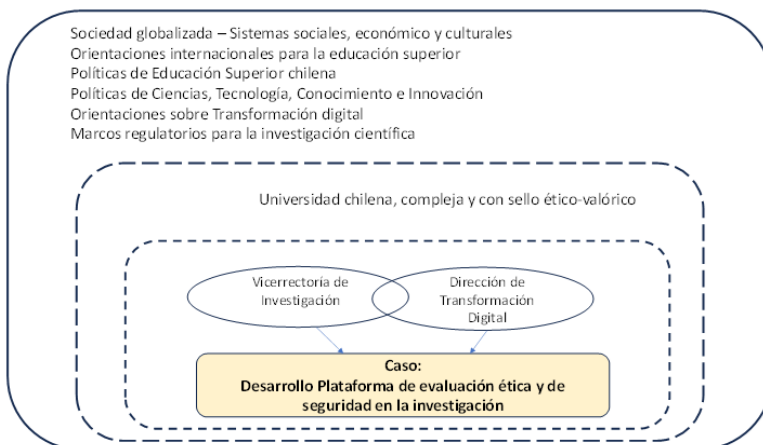 Sociedad globalizada – Sistemas sociales, económico y culturales
Orientaciones internacionales para la educación superior
Políticas de Educación Superior chilena
Políticas de Ciencias, Tecnología, Conocimiento e Innovación
Orientaciones sobre Transformación digital
Marcos regulatorios para la investigación científica
Universidad chilena, compleja y con sello ético-valórico
Vicerrectoría de
Investigación
Dirección de
Transformación
Digital
Caso:
Desarrollo Plataforma de evaluación ética y de
seguridad en la investigación